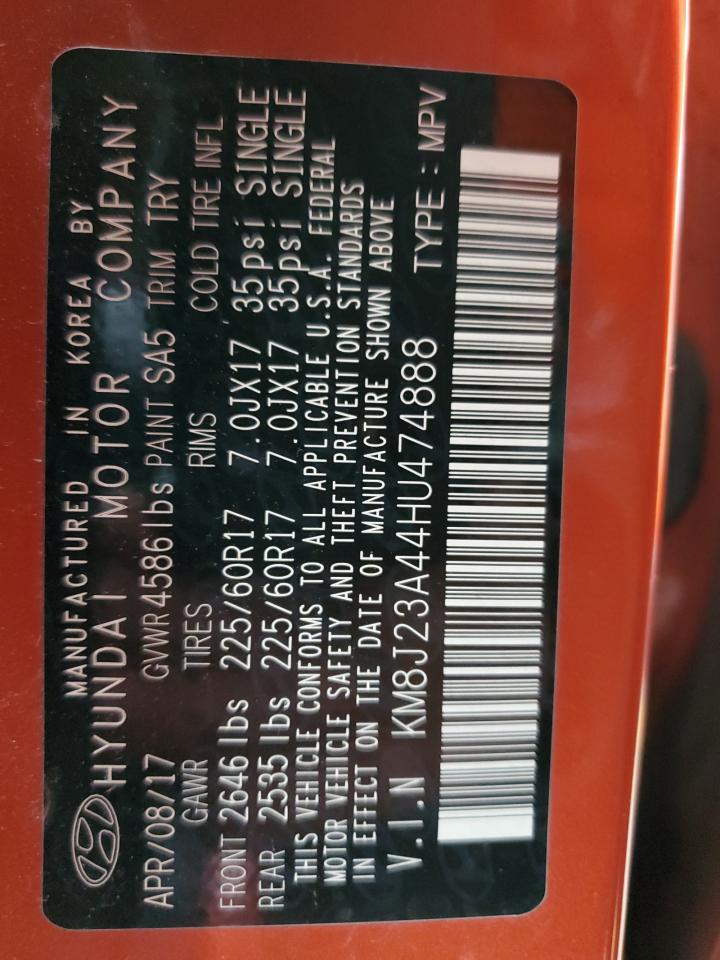 MANUFACTURED IN KOREA BY
HYUNDAI MOTOR COMPANY
APR/08/17 GVWR 4586 lbs PAINT SA5 TRIM TRY
GAWR TIRES RIMS COLD TIRE INFL
FRONT 2646 lbs 225/60R17 7.0JX17 35psi SINGLE
REAR 2535 lbs 225/60R17 7.0JX17 35psi SINGLE
THIS VEHICLE CONFORMS TO ALL APPLICABLE U.S.A. FEDERAL
MOTOR VEHICLE SAFETY AND THEFT PREVENTION STANDARDS
IN EFFECT ON THE DATE OF MANUFACTURE SHOWN ABOVE
V.I.N KM8J23A44HU474888 TYPE : MPV